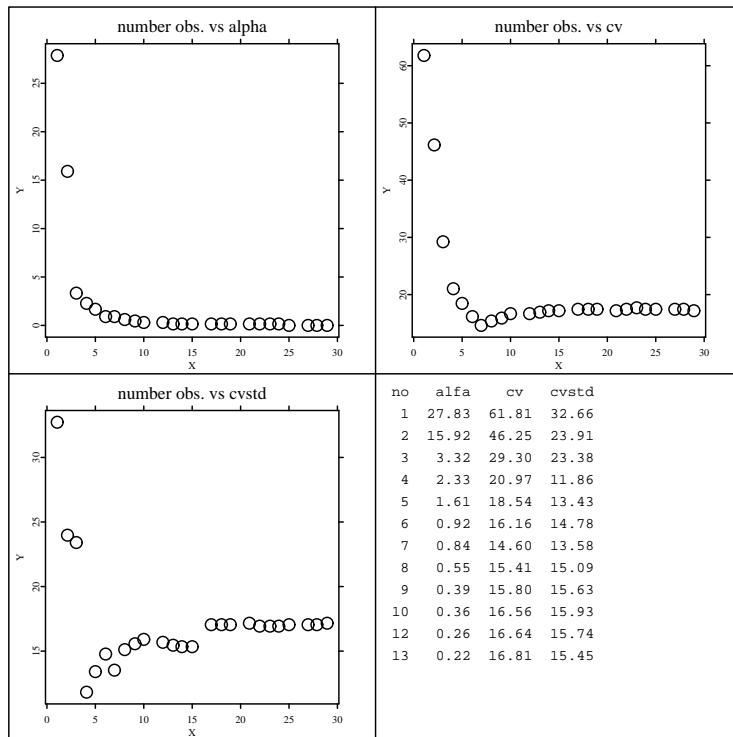 number obs. vs alpha
25
20
15
10
5
0
Y
0 5 10 15 20 25 30
X
number obs. vs cv
60
50
40
30
20
Y
0 5 10 15 20 25 30
X
number obs. vs cvstd
30
25
20
15
Y
0 5 10 15 20 25 30
X
no alfa cv cvstd
1 27.83 61.81 32.66
2 15.92 46.25 23.91
3 3.32 29.30 23.38
4 2.33 20.97 11.86
5 1.61 18.54 13.43
6 0.92 16.16 14.78
7 0.84 14.60 13.58
8 0.55 15.41 15.09
9 0.39 15.80 15.63
10 0.36 16.56 15.93
12 0.26 16.64 15.74
13 0.22 16.81 15.45